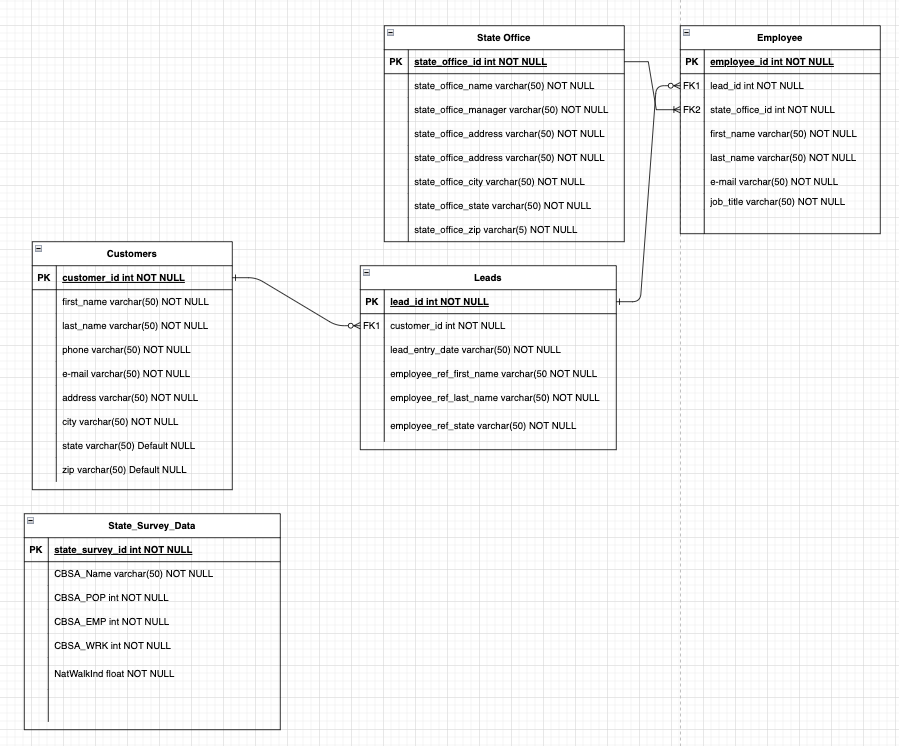 State Office
PK state_office_id int NOT NULL
state_office_name varchar(50) NOT NULL
state_office_manager varchar(50) NOT NULL
state_office_address varchar(50) NOT NULL
state_office_address varchar(50) NOT NULL
state_office_city varchar(50) NOT NULL
state_office_state varchar(50) NOT NULL
state_office_zip varchar(5) NOT NULL
Employee
PK employee_id int NOT NULL
FK1 lead_id int NOT NULL
FK2 state_office_id int NOT NULL
first_name varchar(50) NOT NULL
last_name varchar(50) NOT NULL
e-mail varchar(50) NOT NULL
job_title varchar(50) NOT NULL
Customers
PK customer_id int NOT NULL
first_name varchar(50) NOT NULL
last_name varchar(50) NOT NULL
phone varchar(50) NOT NULL
e-mail varchar(50) NOT NULL
address varchar(50) NOT NULL
city varchar(50) NOT NULL
state varchar(50) Default NULL
zip varchar(50) Default NULL
Leads
PK lead_id int NOT NULL
FK1 customer_id int NOT NULL
lead_entry_date varchar(50) NOT NULL
employee_ref_first_name varchar(50 NOT NULL
employee_ref_last_name varchar(50) NOT NULL
employee_ref_state varchar(50) NOT NULL
State_Survey_Data
PK state_survey_id int NOT NULL
CBSA_Name varchar(50) NOT NULL
CBSA_POP int NOT NULL
CBSA_EMP int NOT NULL
CBSA_WRK int NOT NULL
NatWalkInd float NOT NULL